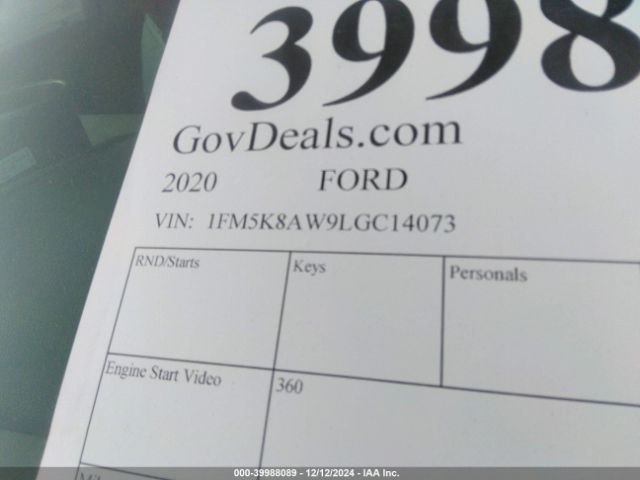 3998
GovDeals.com
2020 FORD
VIN: 1FM5K8AW9LGC14073
RND/Starts Keys Personals
Engine Start Video 360
000-39988089 - 12/12/2024 - IAA Inc.